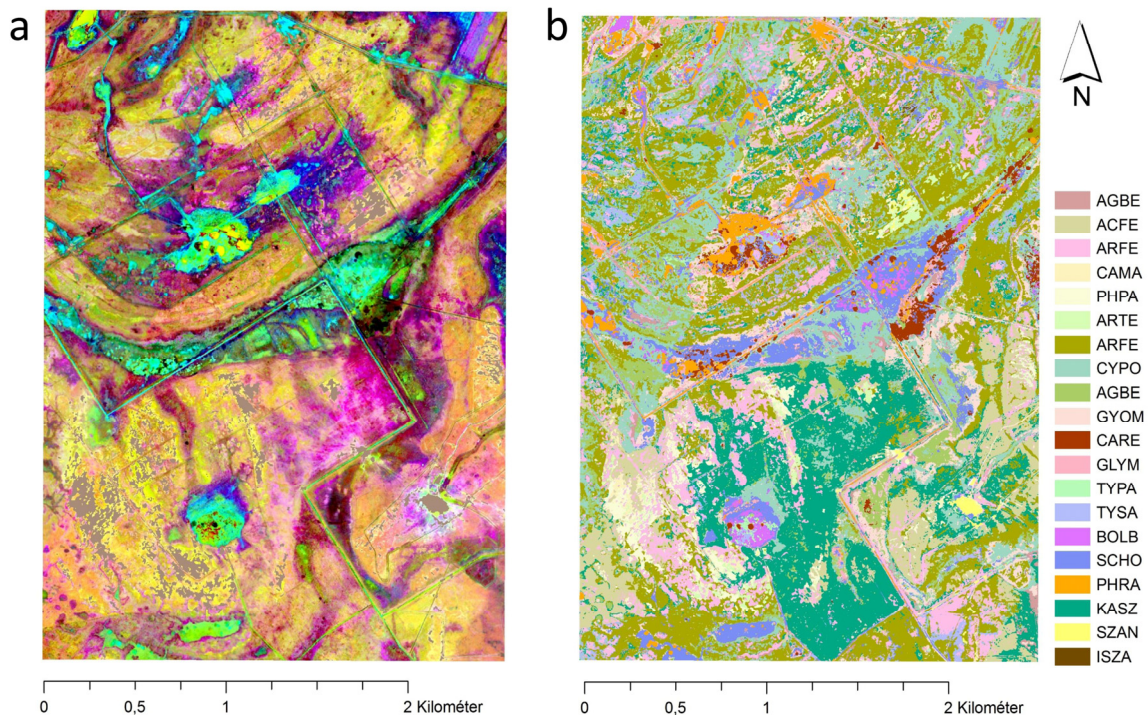 a
b
N
AGBE
ACFE
ARFE
CAMA
PHPA
ARTE
ARFE
CYPO
AGBE
GYOM
CARE
GLYM
TYPA
TYSA
BOLB
SCHO
PHRA
KASZ
SZAN
ISZA
0 0,5 1 2 Kilométer
0 0,5 1 2 Kilométer